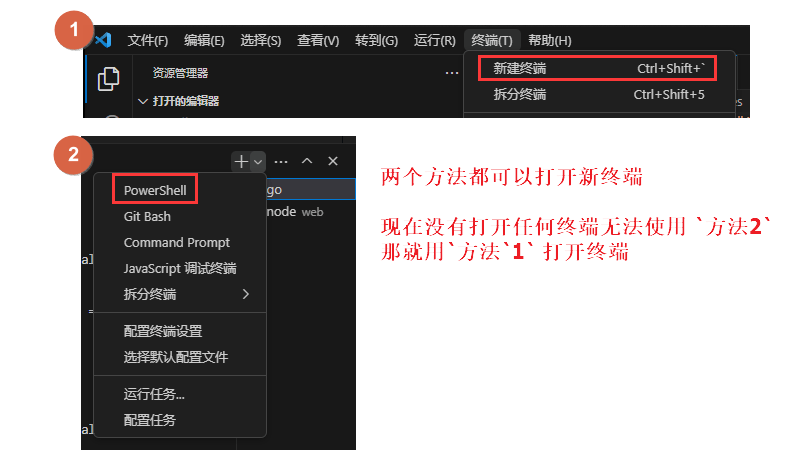 1
文件(F) 编辑(E) 选择(S) 查看(V) 转到(G) 运行(R) 终端(T) 帮助(H)
资源管理器 ...
打开的编辑器
新建终端 Ctrl+Shift+`
拆分终端 Ctrl+Shift+5
es
2
PowerShell
Git Bash
Command Prompt
JavaScript 调试终端
拆分终端
配置终端设置
选择默认配置文件
运行任务...
配置任务
go
node web
al
=
al
两个方法都可以打开新终端
现在没有打开任何终端无法使用 `方法2`
那就用`方法`1` 打开终端